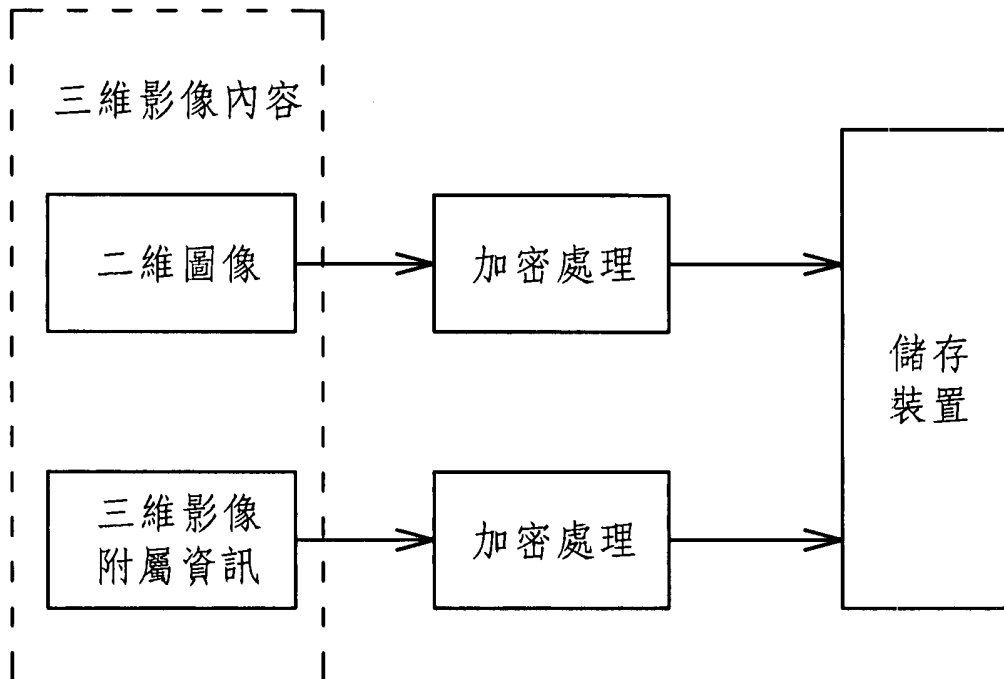 三維影像內容
二維圖像
加密處理
儲存
裝置
三維影像
附屬資訊
加密處理